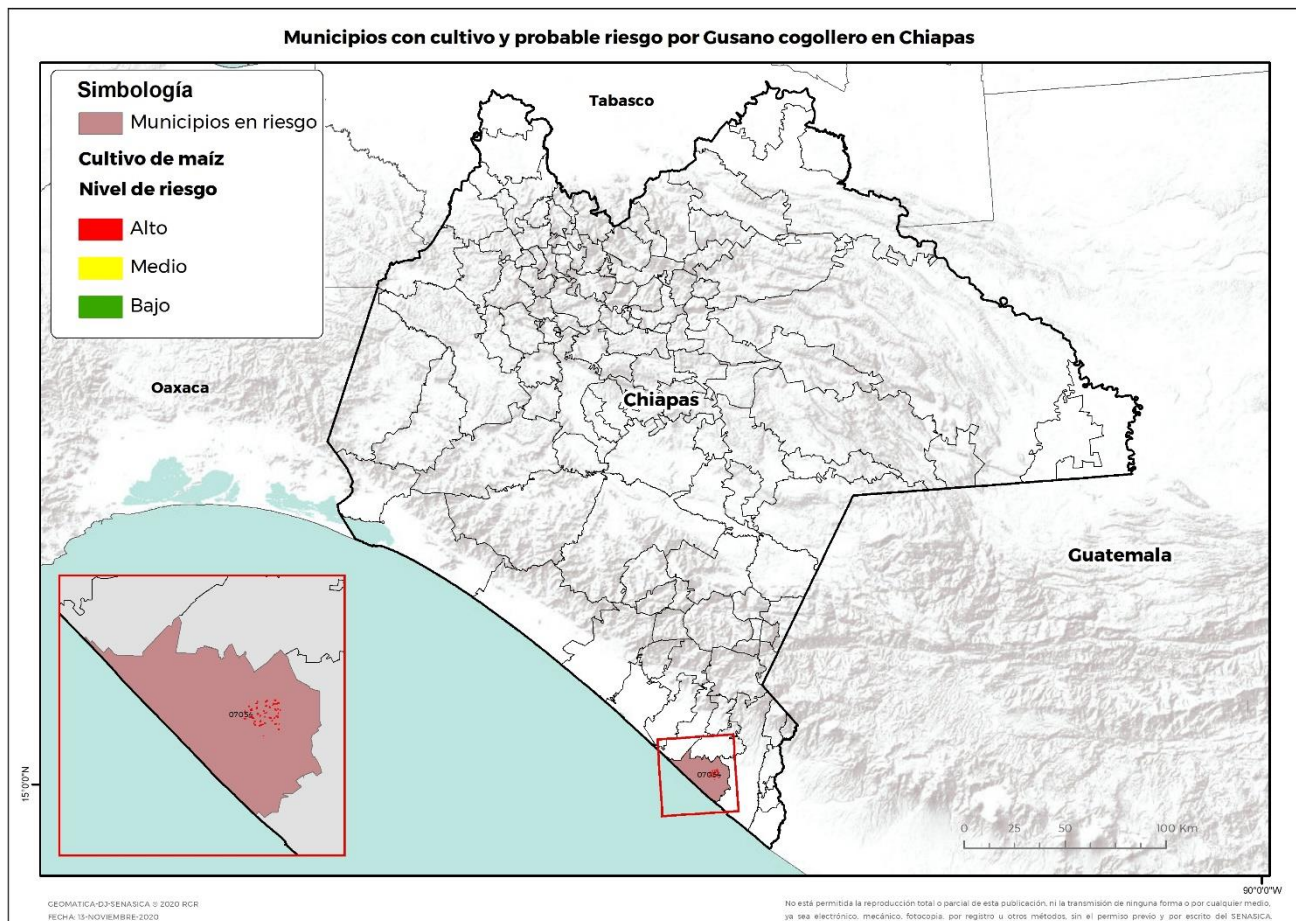 Municipios con cultivo y probable riesgo por Gusano cogollero en Chiapas
Simbología
Municipios en riesgo
Cultivo de maíz
Nivel de riesgo
Alto
Medio
Bajo
Tabasco
Oaxaca
Chiapas
Guatemala
07054
07054
15°0'0"N
0 25 50 100 Km
90°0'0"W
GEOMATICA-DJ-SENASICA © 2020 RGR
FECHA: 13-NOVIEMBRE-2020
No está permitida la reproducción total o parcial de esta publicación, ni la transmisión de ninguna forma o por cualquier medio,
ya sea electrónico, mecánico, fotocopia, por registro u otros métodos, sin el permiso previo y por escrito del SENASICA.